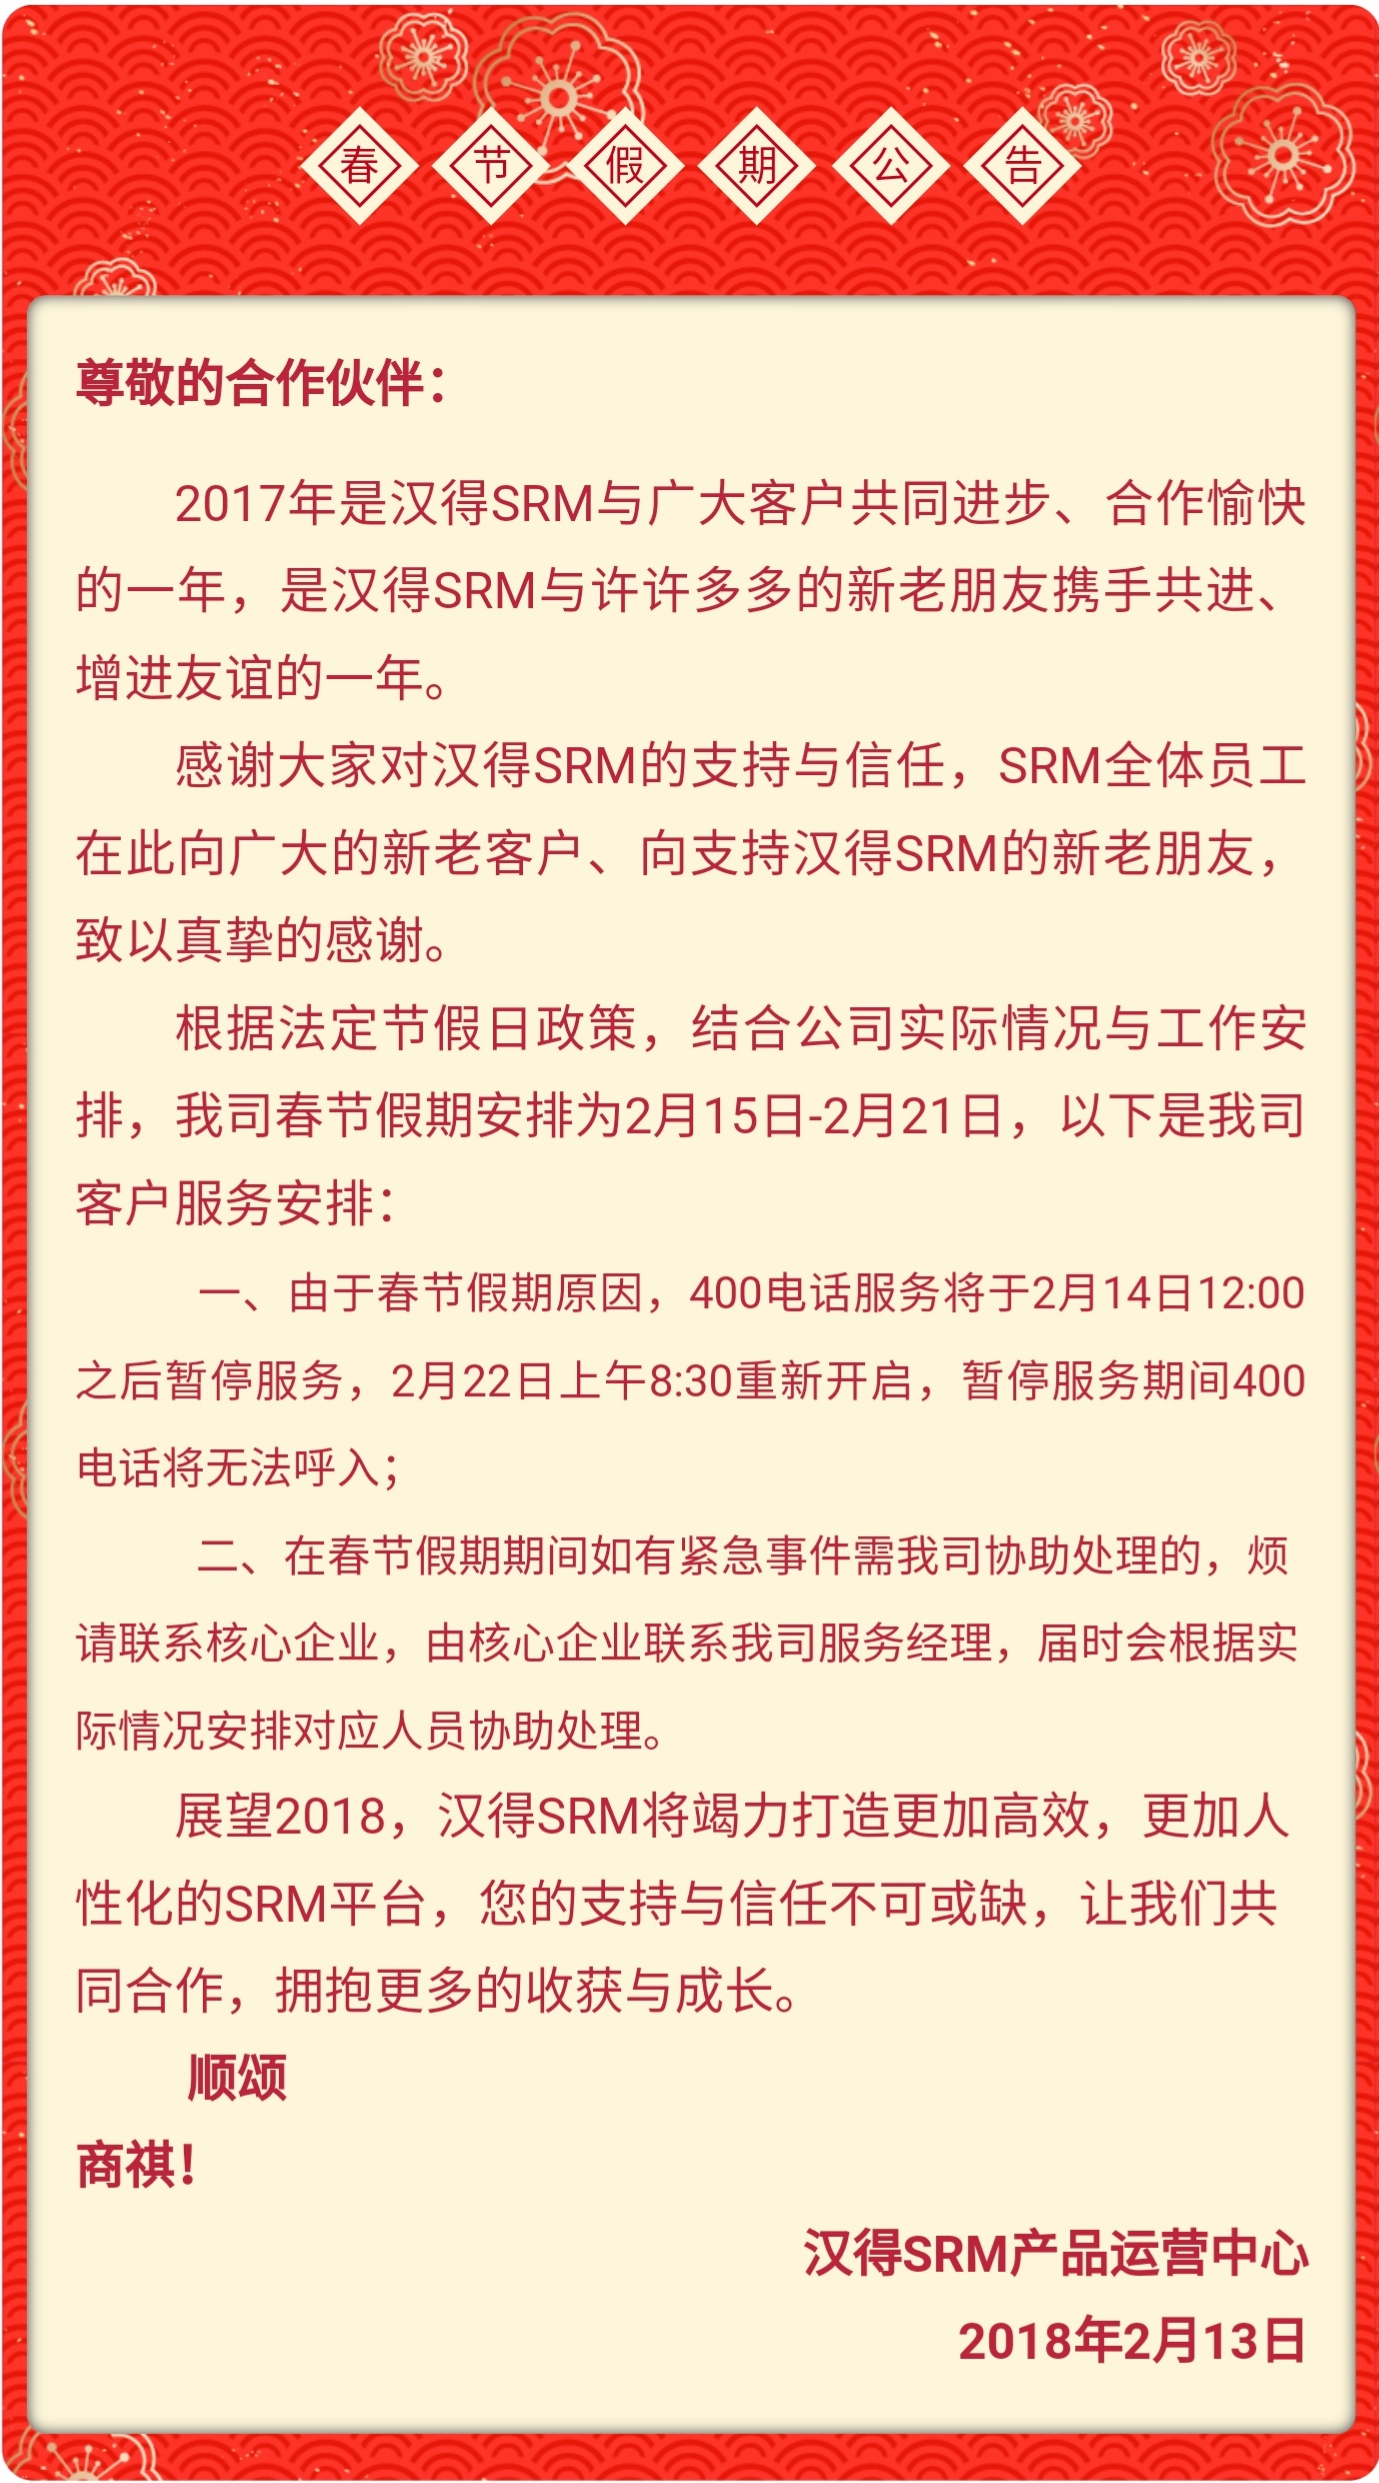 春节假期公告
尊敬的合作伙伴：
2017年是汉得SRM与广大客户共同进步、合作愉快
的一年，是汉得SRM与许许多多的新老朋友携手共进、
增进友谊的一年。
感谢大家对汉得SRM的支持与信任，SRM全体员工
在此向广大的新老客户、向支持汉得SRM的新老朋友，
致以真挚的感谢。
根据法定节假日政策，结合公司实际情况与工作安
排，我司春节假期安排为2月15日-2月21日，以下是我司
客户服务安排：
一、由于春节假期原因，400电话服务将于2月14日12:00
之后暂停服务，2月22日上午8:30重新开启，暂停服务期间400
电话将无法呼入；
二、在春节假期期间如有紧急事件需我司协助处理的，烦
请联系核心企业，由核心企业联系我司服务经理，届时会根据实
际情况安排对应人员协助处理。
展望2018，汉得SRM将竭力打造更加高效，更加人
性化的SRM平台，您的支持与信任不可或缺，让我们共
同合作，拥抱更多的收获与成长。
顺颂
商祺！
汉得SRM产品运营中心
2018年2月13日